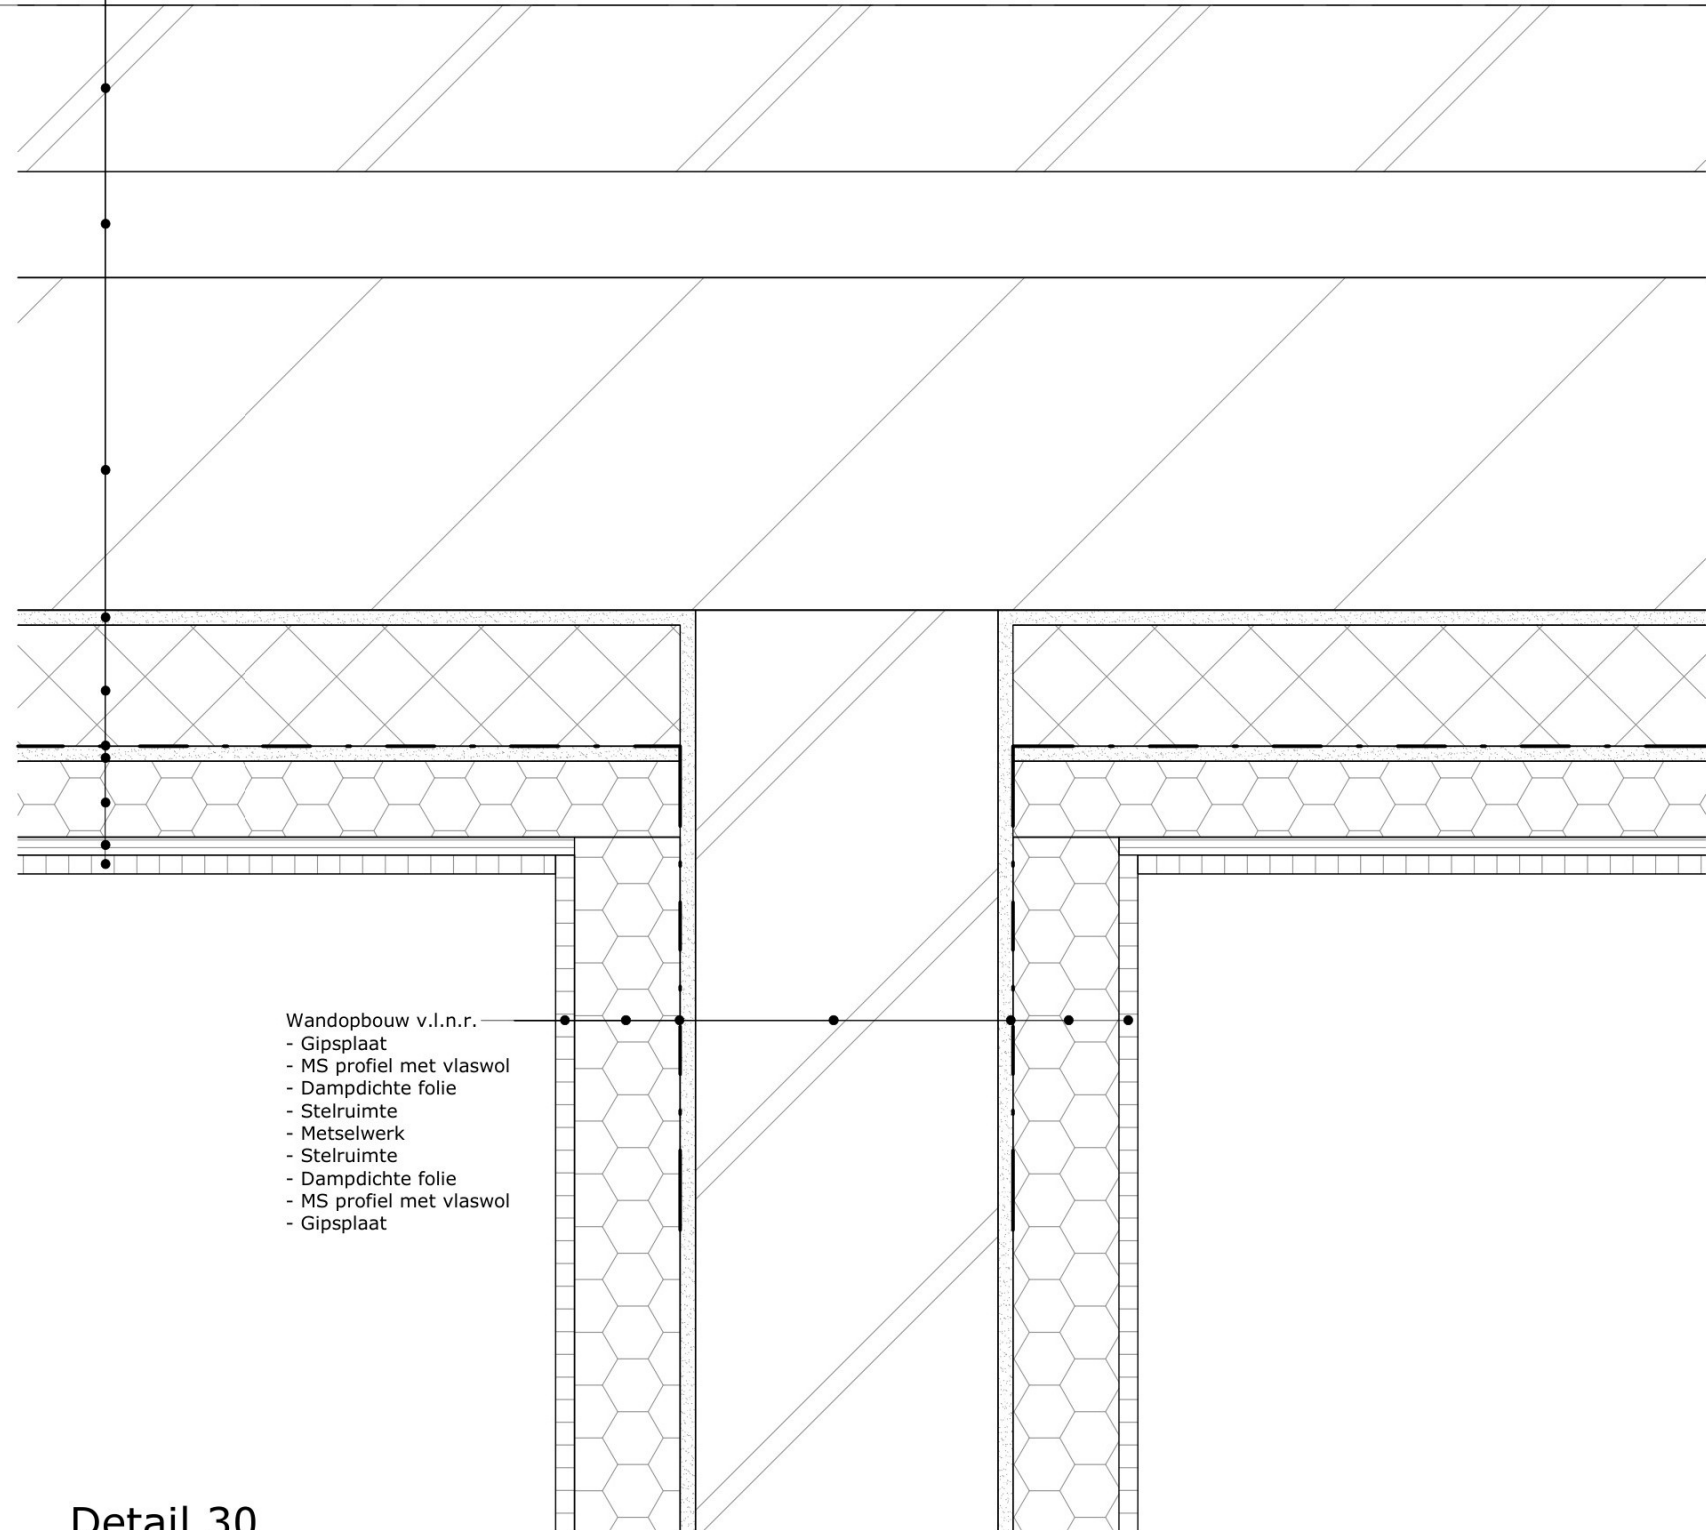 Wandopbouw v.l.n.r.
- Gipsplaat
- MS profiel met vlaswol
- Dampdichte folie
- Stelruimte
- Metselwerk
- Stelruimte
- Dampdichte folie
- MS profiel met vlaswol
- Gipsplaat
Detail 30